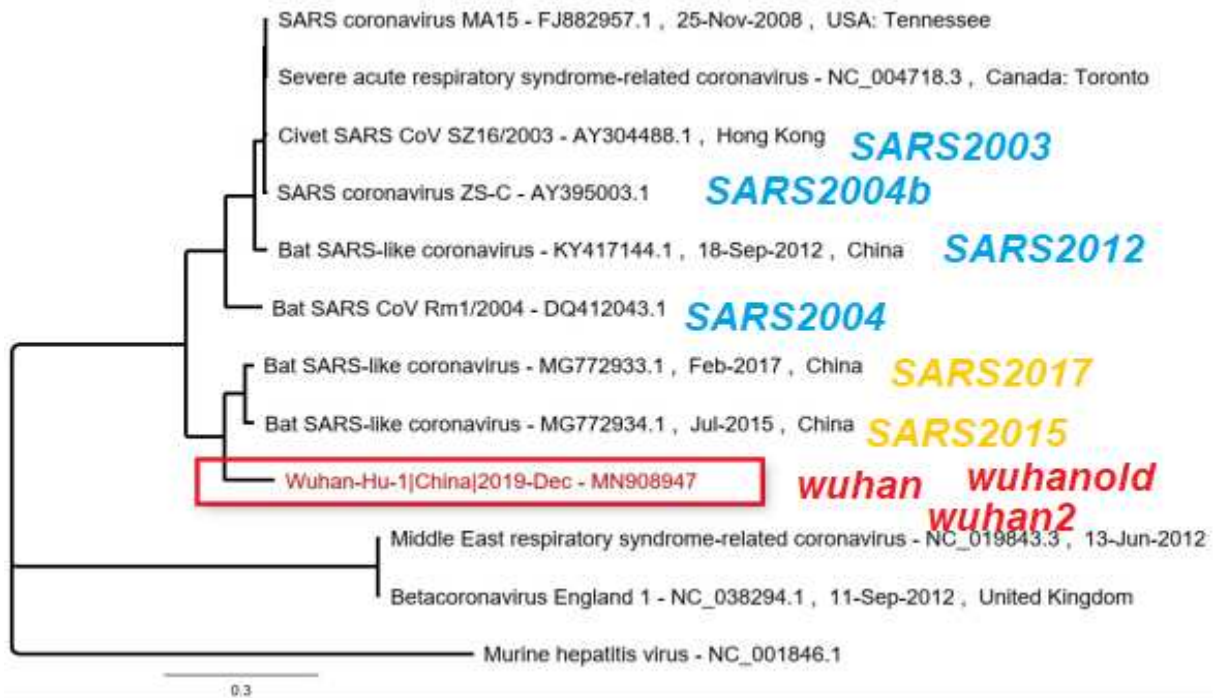 SARS coronavirus MA15 - FJ882957.1 , 25-Nov-2008 , USA: Tennessee
Severe acute respiratory syndrome-related coronavirus - NC_004718.3 , Canada: Toronto
Civet SARS CoV SZ16/2003 - AY304488.1 , Hong Kong SARS2003
SARS coronavirus ZS-C - AY395003.1 SARS2004b
Bat SARS-like coronavirus - KY417144.1 , 18-Sep-2012 , China SARS2012
Bat SARS CoV Rm1/2004 - DQ412043.1 SARS2004
Bat SARS-like coronavirus - MG772933.1 , Feb-2017 , China SARS2017
Bat SARS-like coronavirus - MG772934.1 , Jul-2015 , China SARS2015
Wuhan-Hu-1|China|2019-Dec - MN908947 wuhan wuhanold
wuhan2
Middle East respiratory syndrome-related coronavirus - NC_019843.3 , 13-Jun-2012
Betacoronavirus England 1 - NC_038294.1 , 11-Sep-2012 , United Kingdom
Murine hepatitis virus - NC_001846.1
0.3